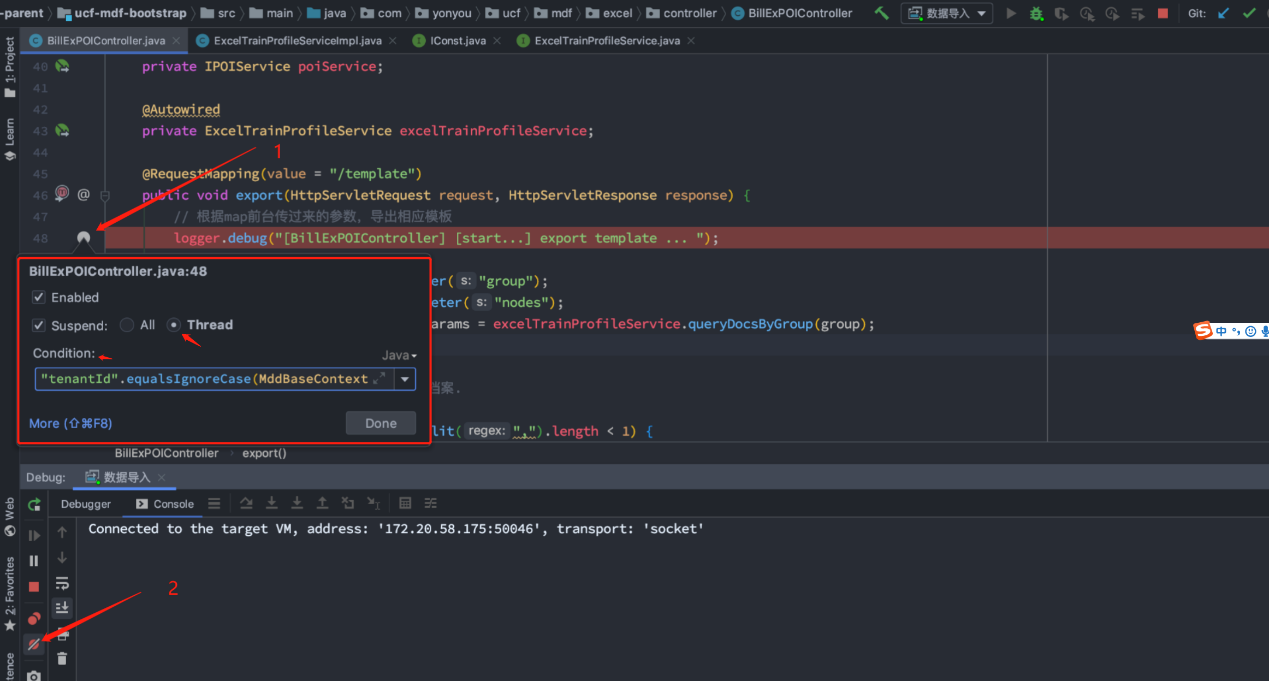 -parent ucf-mdf-bootstrap src main java com yonyou ucf mdf excel controller BillExPOIController 数据导入 Git:
BillExPOIController.java ExcelTrainProfileServiceImpl.java IConst.java ExcelTrainProfileService.java
1: Project
Learn
40 private IPOIService poiService;
41
42 @Autowired
43 private ExcelTrainProfileService excelTrainProfileService;
44
1
45 @RequestMapping(value = "/template")
46 @ public void export(HttpServletRequest request, HttpServletResponse response) {
47 // 根据map前台传过来的参数, 导出相应模板
48 logger.debug("[BillExPOIController] [start...] export template ... ");
BillExPOIController.java:48
er( s: "group");
Enabled
eter( s: "nodes");
Suspend: All Thread
arams = excelTrainProfileService.queryDocsByGroup(group);
中
Condition:
Java
"tenantId".equalsIgnoreCase(MddBaseContext
档案.
More (⇧⌘F8) Done
lit( regex: ",").length < 1) {
BillExPOIController export()
Debug: 数据导入
Debugger Console
Connected to the target VM, address: '172.20.58.175:50046', transport: 'socket'
2
Web
2: Favorites
tence